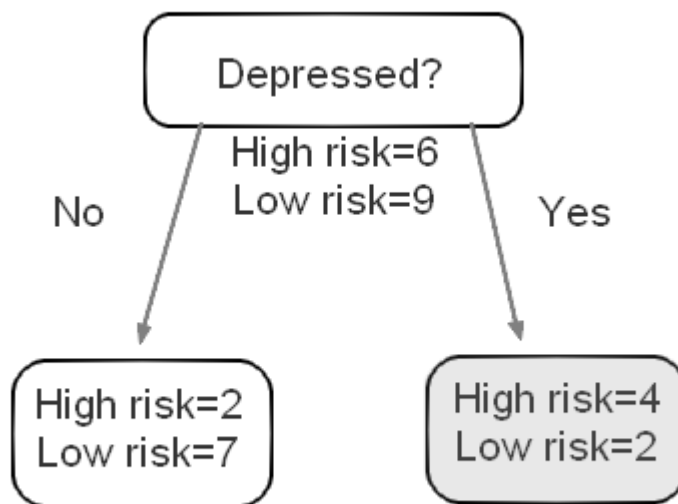 Depressed?
High risk=6
Low risk=9
No
Yes
High risk=2
Low risk=7
High risk=4
Low risk=2